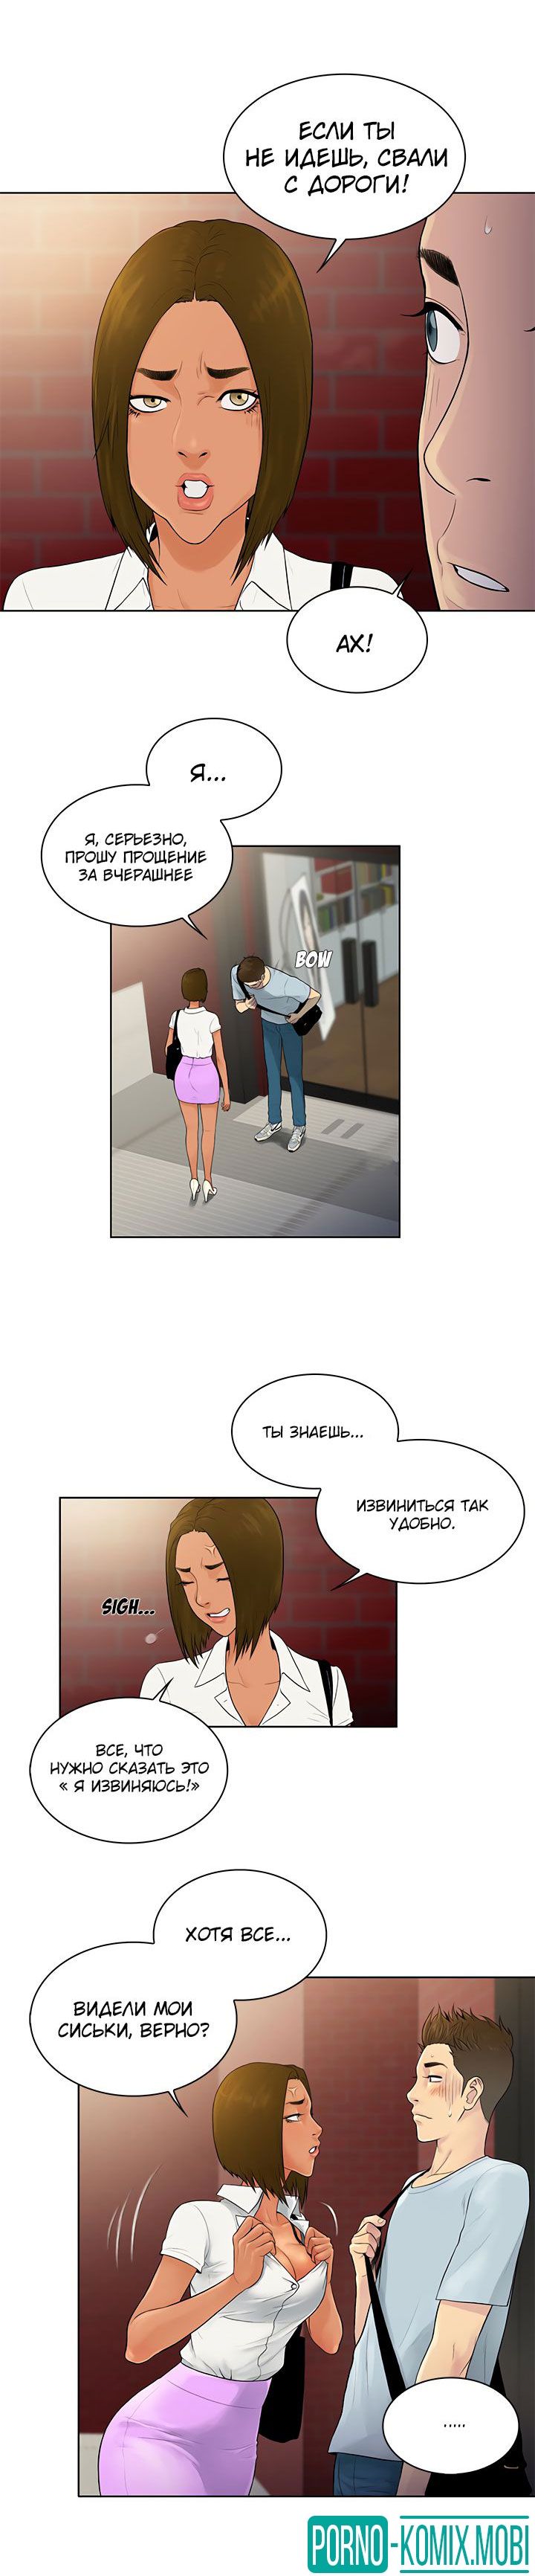 ЕСЛИ ТЫ
НЕ ИДЕШЬ, СВАЛИ
С ДОРОГИ!
АХ!
Я...
Я, СЕРЬЕЗНО,
ПРОШУ ПРОЩЕНИЕ
ЗА ВЧЕРАШНЕЕ
BOW
ТЫ ЗНАЕШЬ...
ИЗВИНИТЬСЯ ТАК
УДОБНО.
SIGH...
ВСЕ, ЧТО
НУЖНО СКАЗАТЬ ЭТО
« Я ИЗВИНЯЮСЬ!»
ХОТЯ ВСЕ...
ВИДЕЛИ МОИ
СИСЬКИ, ВЕРНО?
.....
PORNO-KOMIX.MOBI